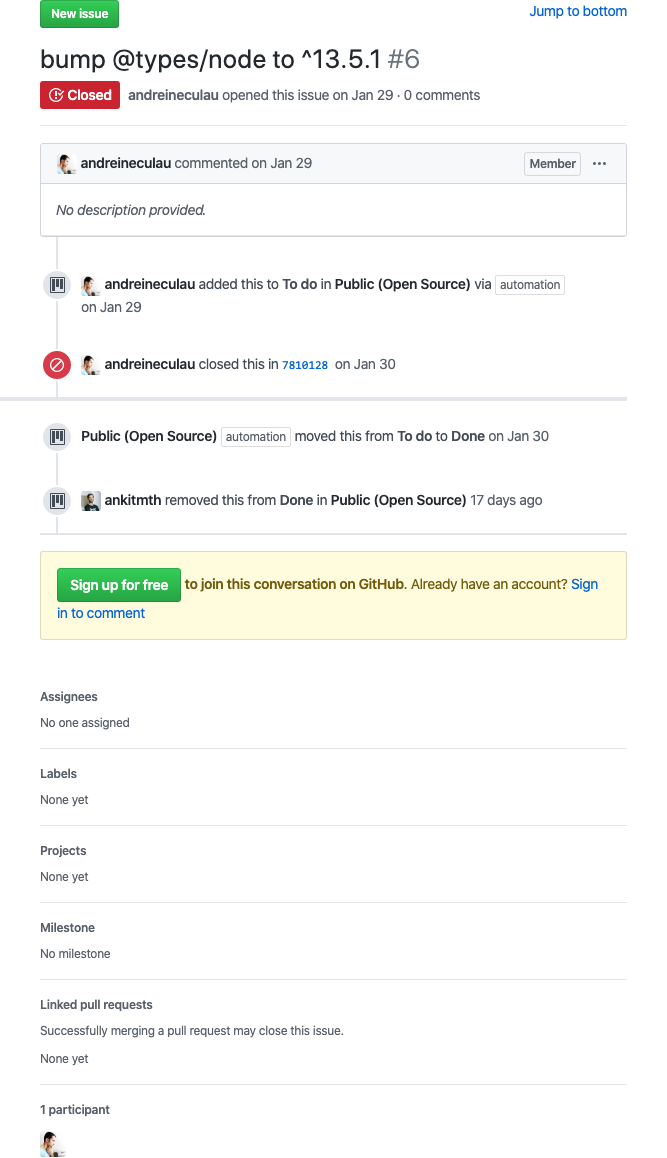 New issue
Jump to bottom
bump @types/node to ^13.5.1 #6
Closed andreineculau opened this issue on Jan 29 · 0 comments
andreineculau commented on Jan 29 Member
No description provided.
andreineculau added this to To do in Public (Open Source) via automation
on Jan 29
andreineculau closed this in 7810128 on Jan 30
Public (Open Source) automation moved this from To do to Done on Jan 30
ankitmth removed this from Done in Public (Open Source) 17 days ago
Sign up for free to join this conversation on GitHub. Already have an account? Sign
in to comment
Assignees
No one assigned
Labels
None yet
Projects
None yet
Milestone
No milestone
Linked pull requests
Successfully merging a pull request may close this issue.
None yet
1 participant